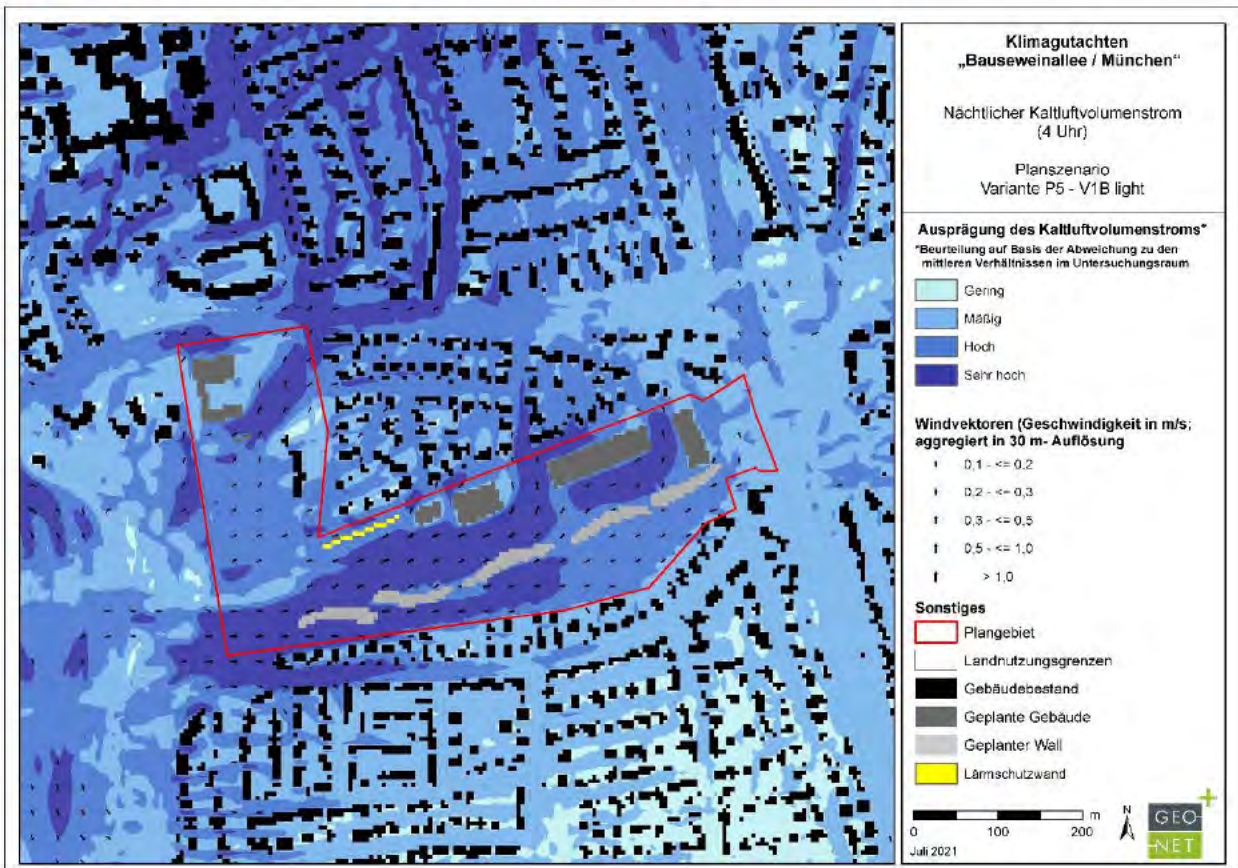 Klimagutachten
„Bauseweinallee / München“
Nächtlicher Kaltluftvolumenstrom
(4 Uhr)
Planszenario
Variante P5 - V1B light
Ausprägung des Kaltluftvolumenstroms*
*Beurteilung auf Basis der Abweichung zu den
mittleren Verhältnissen im Untersuchungsraum
Gering
Mäßig
Hoch
Sehr hoch
Windvektoren (Geschwindigkeit in m/s;
aggregiert in 30 m- Auflösung
0,1 - <= 0,2
0,2 - <= 0,3
0,3 - <= 0,5
0,5 - <= 1,0
> 1,0
Sonstiges
Plangebiet
Landnutzungsgrenzen
Gebäudebestand
Geplante Gebäude
Geplanter Wall
Lärmschutzwand
m
0 100 200
N
Juli 2021
GEO-
NET